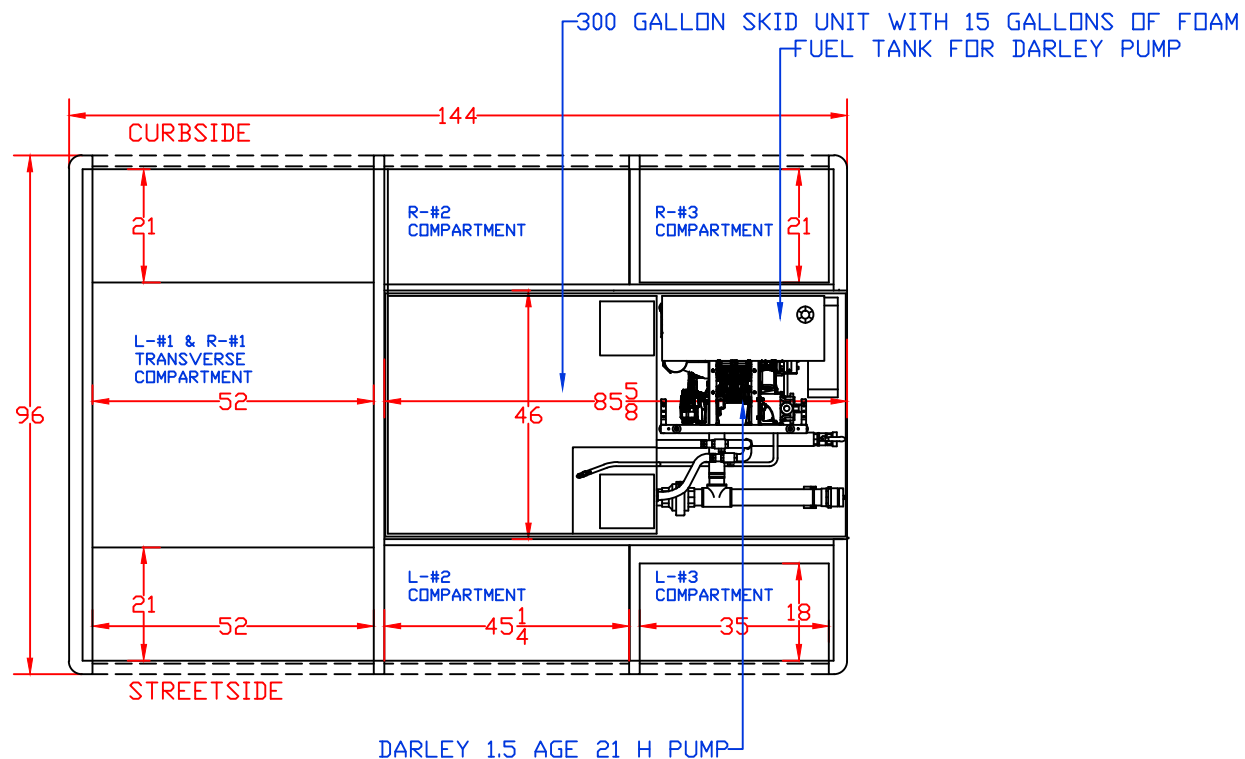 300 GALLON SKID UNIT WITH 15 GALLONS OF FOAM
FUEL TANK FOR DARLEY PUMP
144
CURBSIDE
21
R-#2
COMPARTMENT
R-#3
COMPARTMENT
21
L-#1 & R-#1
TRANSVERSE
COMPARTMENT
96
52
46
85 5/8
L-#2
COMPARTMENT
L-#3
COMPARTMENT
21
18
52
45 1/4
35
STREETSIDE
DARLEY 1.5 AGE 21 H PUMP